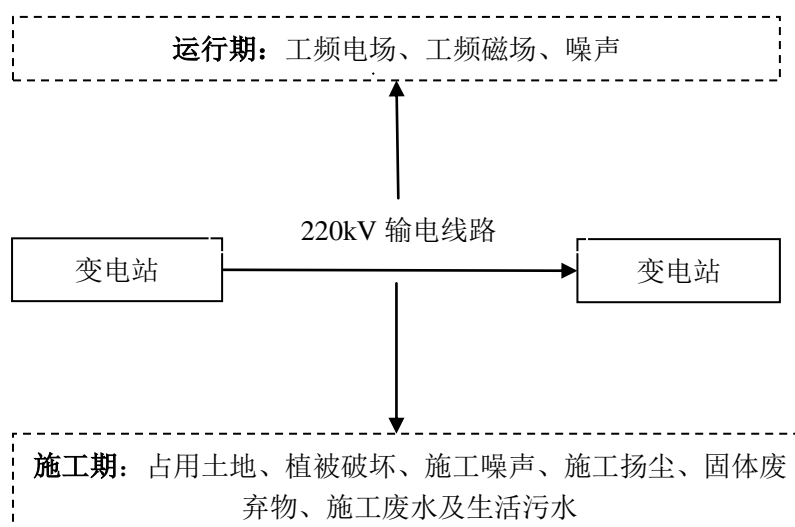 运行期：工频电场、工频磁场、噪声
220kV 输电线路
变电站
变电站
施工期：占用土地、植被破坏、施工噪声、施工扬尘、固体废
弃物、施工废水及生活污水